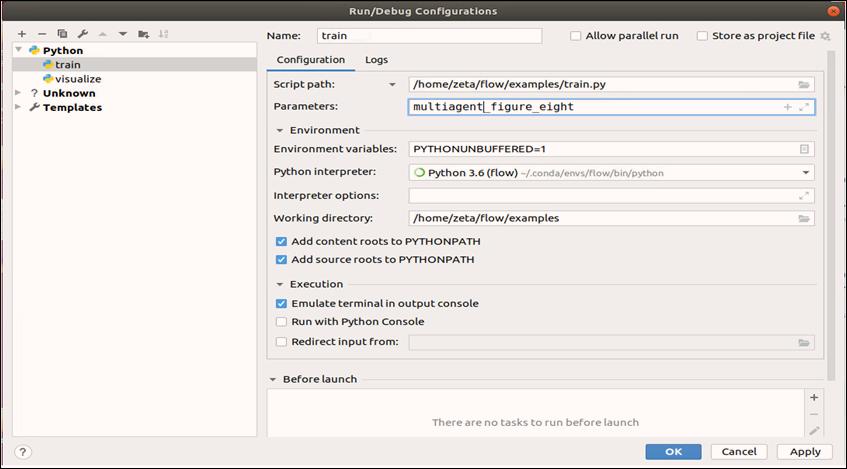 Run/Debug Configurations
Name: train Allow parallel run Store as project file
Python
train
visualize
Unknown
Templates
Configuration Logs
Script path: /home/zeta/flow/examples/train.py
Parameters: multiagent_figure_eight
Environment
Environment variables: PYTHONUNBUFFERED=1
Python interpreter: Python 3.6 (flow) ~/.conda/envs/flow/bin/python
Interpreter options:
Working directory: /home/zeta/flow/examples
Add content roots to PYTHONPATH
Add source roots to PYTHONPATH
Execution
Emulate terminal in output console
Run with Python Console
Redirect input from:
Before launch
There are no tasks to run before launch
? OK Cancel Apply